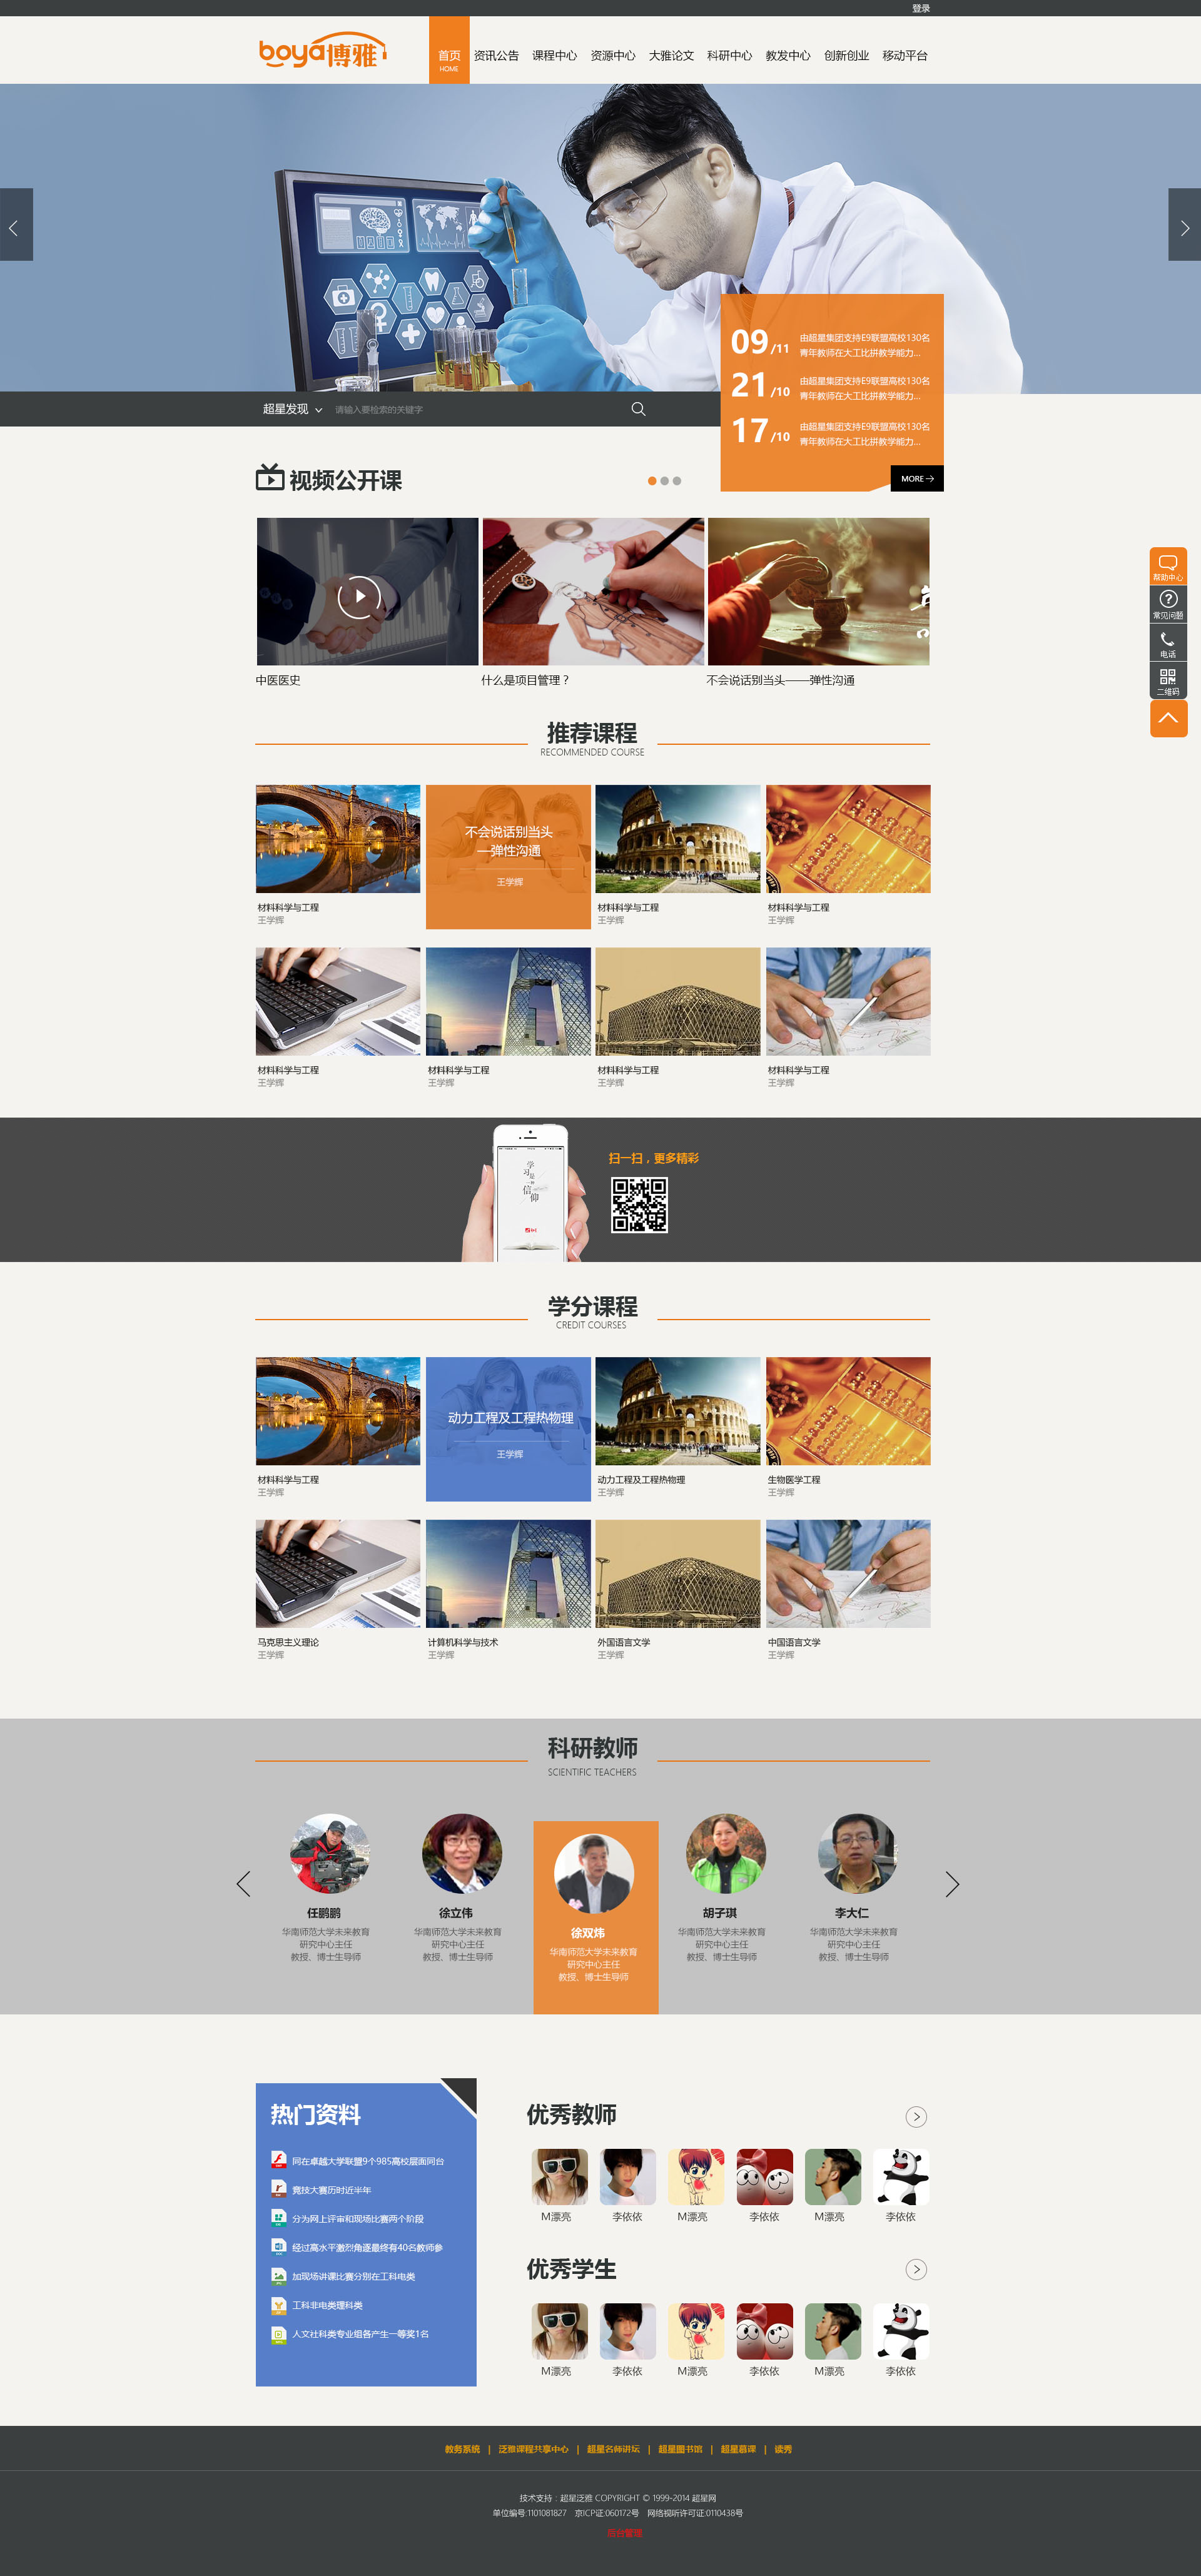 登录
boya博雅
首页
HOME
资讯公告
课程中心
资源中心
大雅论文
科研中心
教发中心
创新创业
移动平台
09/11
由超星集团支持E9联盟高校130名
青年教师在大工比拼教学能力...
21/10
由超星集团支持E9联盟高校130名
青年教师在大工比拼教学能力...
17/10
由超星集团支持E9联盟高校130名
青年教师在大工比拼教学能力...
MORE
超星发现
请输入要检索的关键字
视频公开课
中医医史
什么是项目管理？
不会说话别当头——弹性沟通
帮助中心
常见问题
电话
二维码
推荐课程
RECOMMENDED COURSE
材料科学与工程
王学辉
不会说话别当头
—弹性沟通
王学辉
材料科学与工程
王学辉
材料科学与工程
王学辉
材料科学与工程
王学辉
材料科学与工程
王学辉
材料科学与工程
王学辉
材料科学与工程
王学辉
学习是一种信仰
扫一扫，更多精彩
学分课程
CREDIT COURSES
材料科学与工程
王学辉
动力工程及工程热物理
王学辉
动力工程及工程热物理
王学辉
生物医学工程
王学辉
马克思主义理论
王学辉
计算机科学与技术
王学辉
外国语言文学
王学辉
中国语言文学
王学辉
科研教师
SCIENTIFIC TEACHERS
任鹏鹏
华南师范大学未来教育
研究中心主任
教授、博士生导师
徐立伟
华南师范大学未来教育
研究中心主任
教授、博士生导师
徐双炜
华南师范大学未来教育
研究中心主任
教授、博士生导师
胡子琪
华南师范大学未来教育
研究中心主任
教授、博士生导师
李大仁
华南师范大学未来教育
研究中心主任
教授、博士生导师
热门资料
同在卓越大学联盟9个985高校层面同台
竞技大赛历时近半年
分为网上评审和现场比赛两个阶段
经过高水平激烈角逐最终有40名教师参
加现场讲课比赛分别在工科电类
工科非电类理科类
人文社科类专业组各产生一等奖1名
优秀教师
M漂亮
李依依
M漂亮
李依依
M漂亮
李依依
优秀学生
M漂亮
李依依
M漂亮
李依依
M漂亮
李依依
教务系统 | 泛雅课程共享中心 | 超星名师讲坛 | 超星图书馆 | 超星慕课 | 读秀
技术支持：超星泛雅 COPYRIGHT © 1999-2014 超星网
单位编号:1101081827 京ICP证:060172号 网络视听许可证:0110438号
后台管理